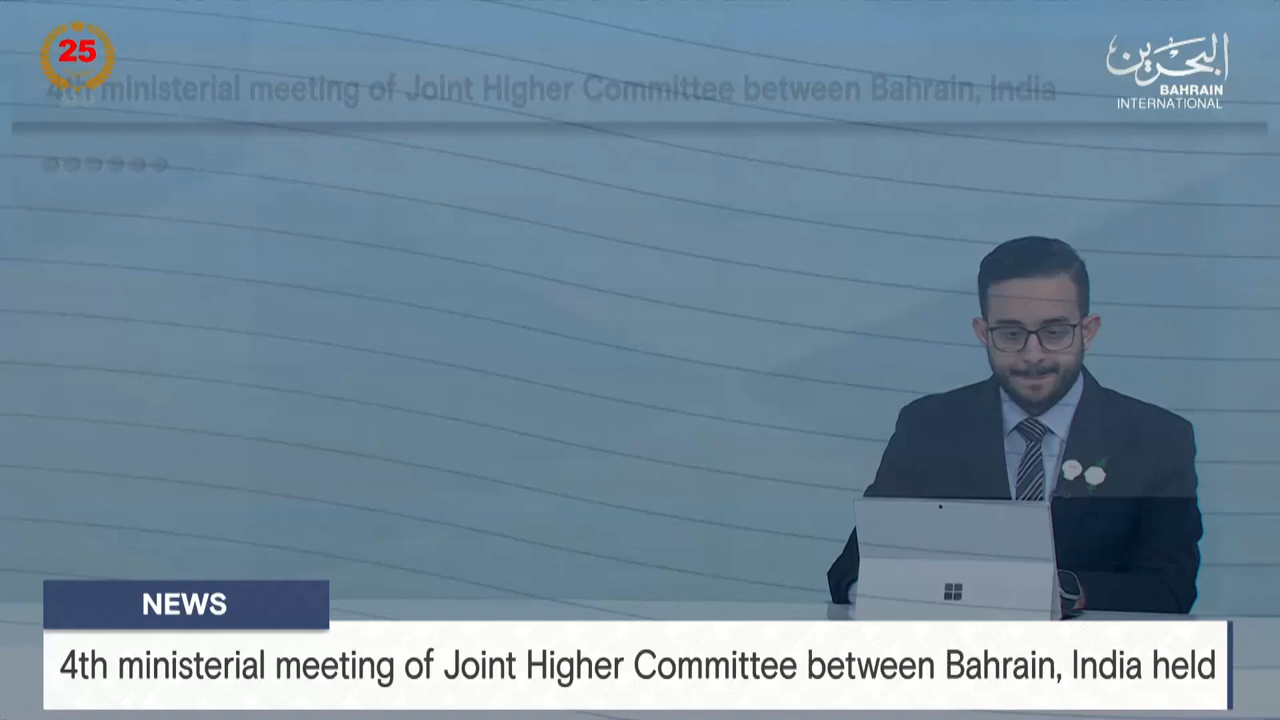 25
4th ministerial meeting of Joint Higher Committee between Bahrain, India
البحرين
BAHRAIN
INTERNATIONAL
NEWS
4th ministerial meeting of Joint Higher Committee between Bahrain, India held